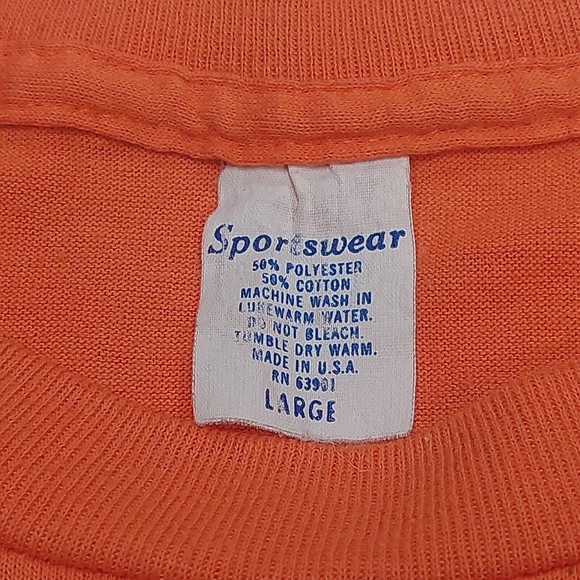 Sportswear
50% POLYESTER
50% COTTON
MACHINE WASH IN
LUKEWARM WATER.
DO NOT BLEACH.
TUMBLE DRY WARM.
MADE IN U.S.A.
RN 63901
LARGE